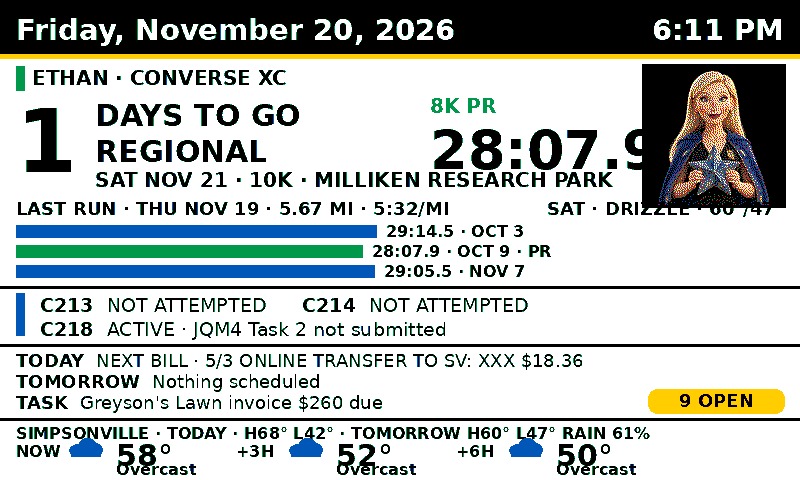 Friday, November 20, 2026 6:11 PM
ETHAN · CONVERSE XC
1 DAYS TO GO
REGIONAL
8K PR
28:07.9
SAT NOV 21 · 10K · MILLIKEN RESEARCH PARK
LAST RUN · THU NOV 19 · 5.67 MI · 5:32/MI SAT · DRIZZLE · 60°/47°
29:14.5 · OCT 3
28:07.9 · OCT 9 · PR
29:05.5 · NOV 7
C213 NOT ATTEMPTED C214 NOT ATTEMPTED
C218 ACTIVE · JQM4 Task 2 not submitted
TODAY NEXT BILL · 5/3 ONLINE TRANSFER TO SV: XXX $18.36
TOMORROW Nothing scheduled
TASK Greyson's Lawn invoice $260 due 9 OPEN
SIMPSONVILLE · TODAY · H68° L42° · TOMORROW H60° L47° RAIN 61%
NOW 58° +3H 52° +6H 50°
Overcast Overcast Overcast